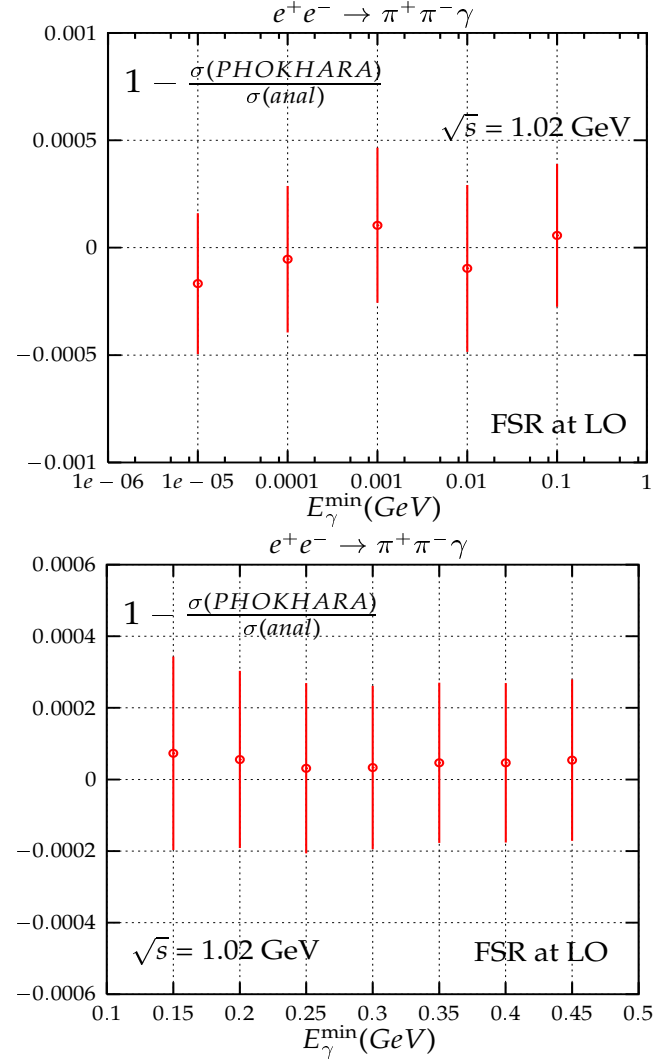 e⁺e⁻ → π⁺π⁻γ
0.001
1 − σ(PHOKHARA)/σ(anal)
√s = 1.02 GeV
0.0005
0
−0.0005
FSR at LO
−0.001
1e − 06 1e − 05 0.0001 0.001 0.01 0.1 1
E_γ^min(GeV)
e⁺e⁻ → π⁺π⁻γ
0.0006
1 − σ(PHOKHARA)/σ(anal)
0.0004
0.0002
0
−0.0002
−0.0004
√s = 1.02 GeV FSR at LO
−0.0006
0.1 0.15 0.2 0.25 0.3 0.35 0.4 0.45 0.5
E_γ^min(GeV)